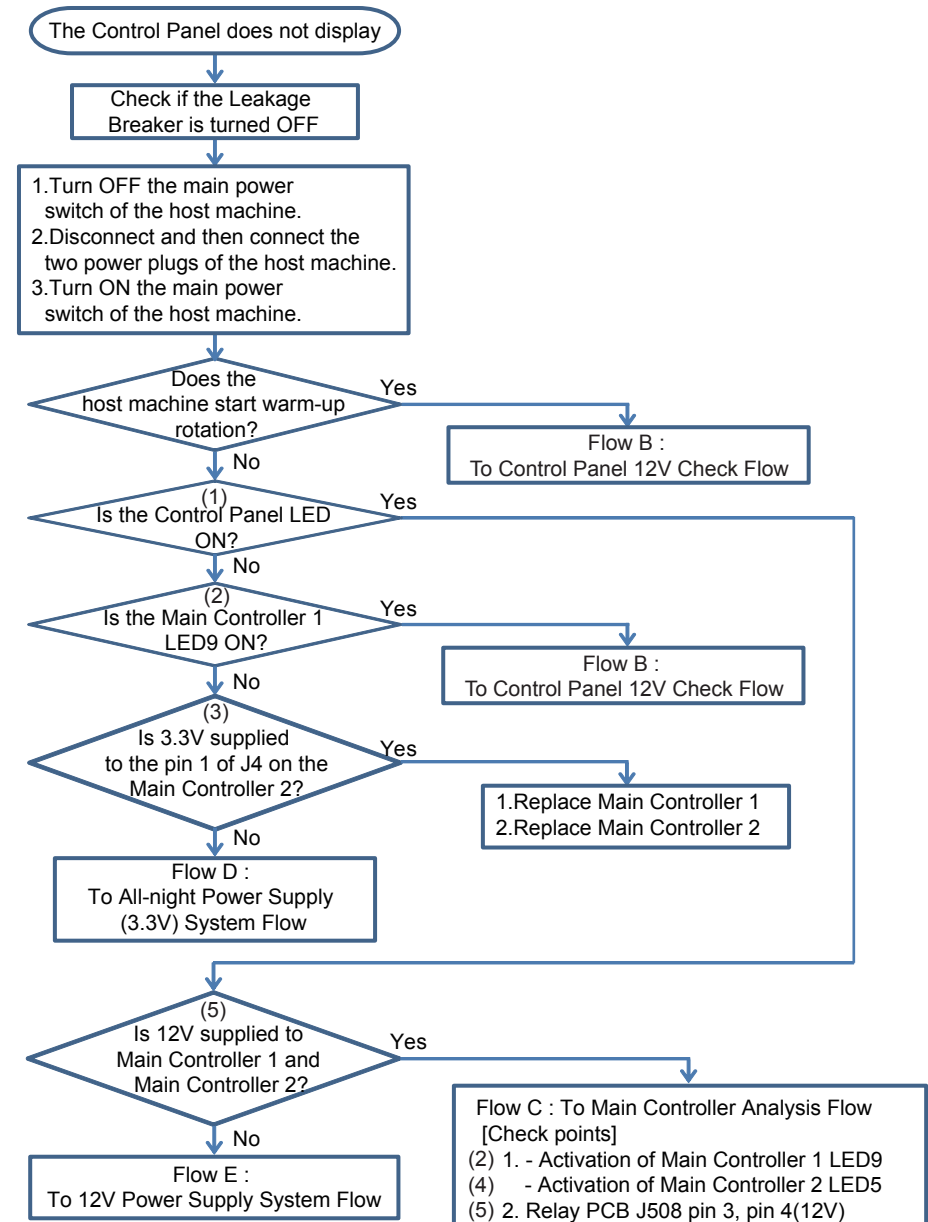 The Control Panel does not display
Check if the Leakage
Breaker is turned OFF
1.Turn OFF the main power
switch of the host machine.
2.Disconnect and then connect the
two power plugs of the host machine.
3.Turn ON the main power
switch of the host machine.
Does the
host machine start warm-up
rotation?
Yes
Flow B :
To Control Panel 12V Check Flow
No
(1)
Is the Control Panel LED
ON?
Yes
No
(2)
Is the Main Controller 1
LED9 ON?
Yes
Flow B :
To Control Panel 12V Check Flow
No
(3)
Is 3.3V supplied
to the pin 1 of J4 on the
Main Controller 2?
Yes
1.Replace Main Controller 1
2.Replace Main Controller 2
No
Flow D :
To All-night Power Supply
(3.3V) System Flow
(5)
Is 12V supplied to
Main Controller 1 and
Main Controller 2?
Yes
No
Flow E :
To 12V Power Supply System Flow
Flow C : To Main Controller Analysis Flow
[Check points]
(2) 1. - Activation of Main Controller 1 LED9
(4) - Activation of Main Controller 2 LED5
(5) 2. Relay PCB J508 pin 3, pin 4(12V)